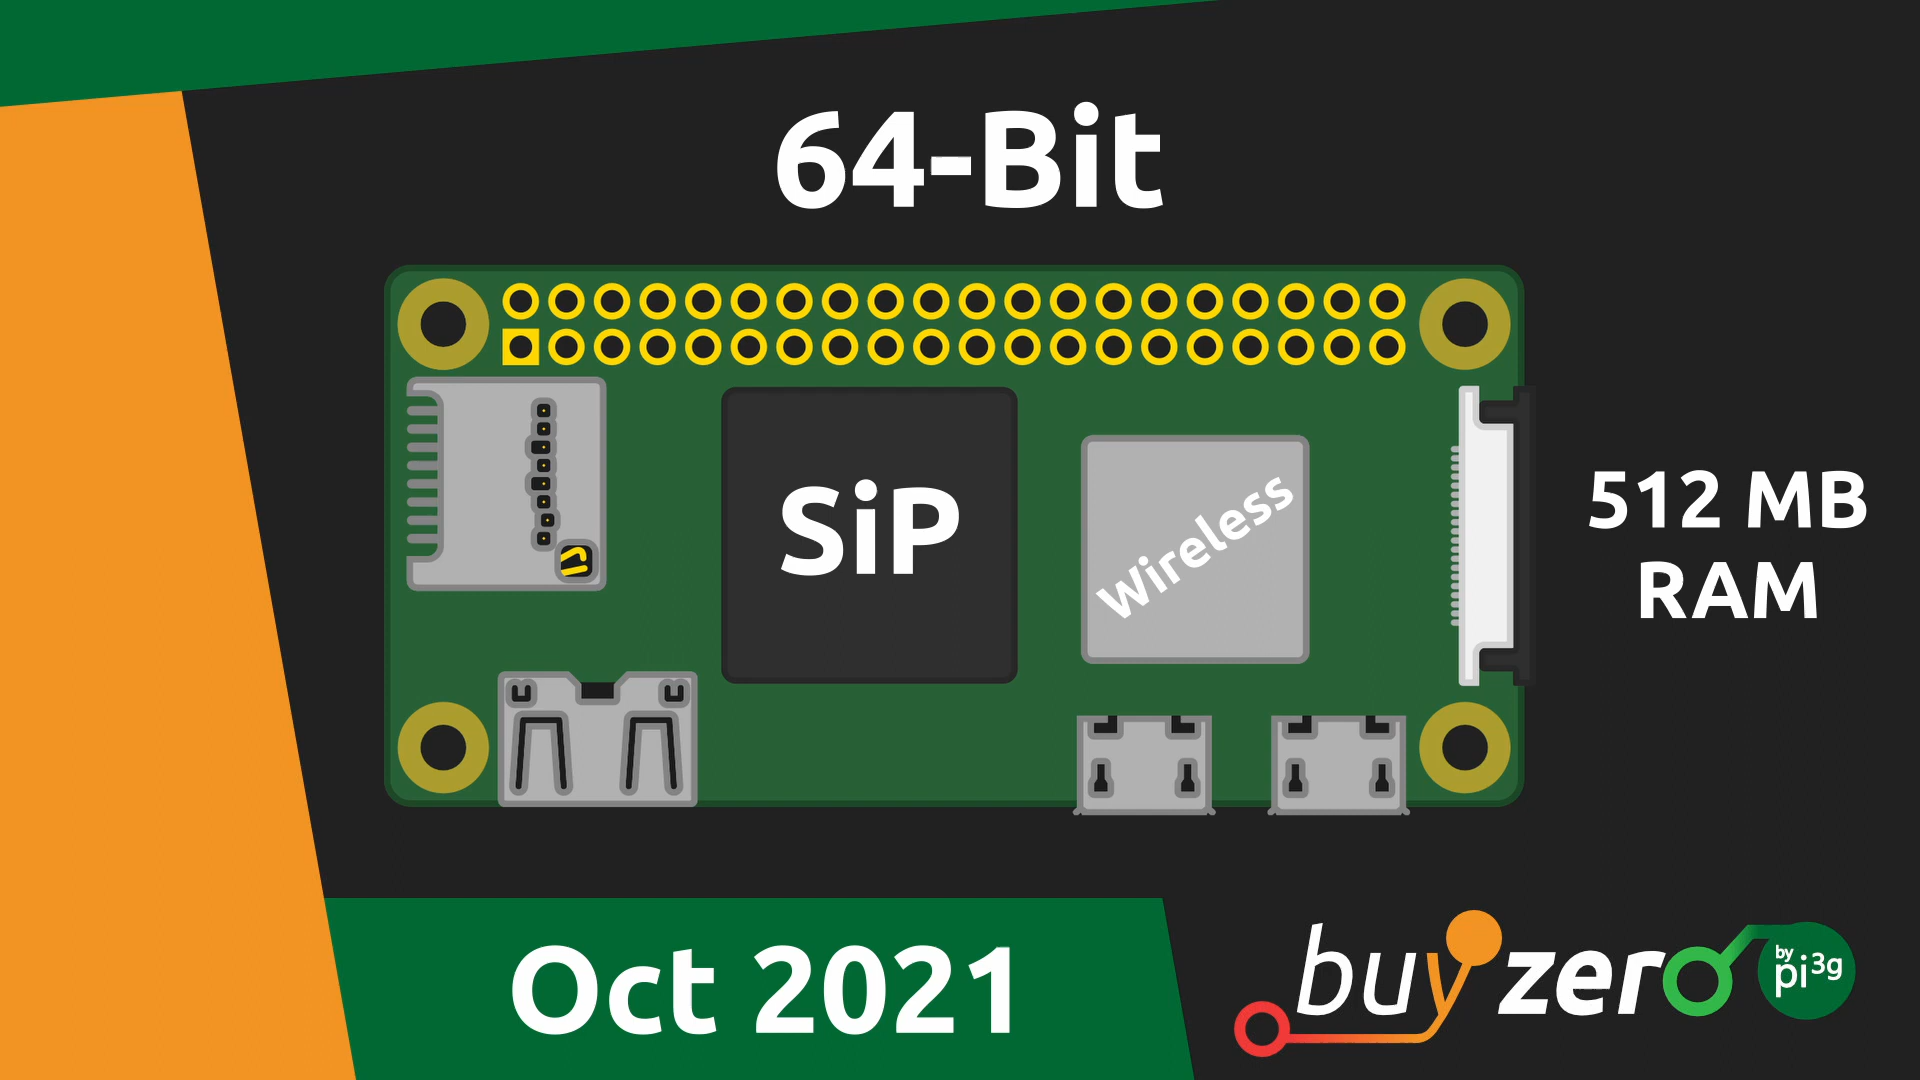 64-Bit
SiP
Wireless
512 MB
RAM
Oct 2021
buyzero
by
pi3g